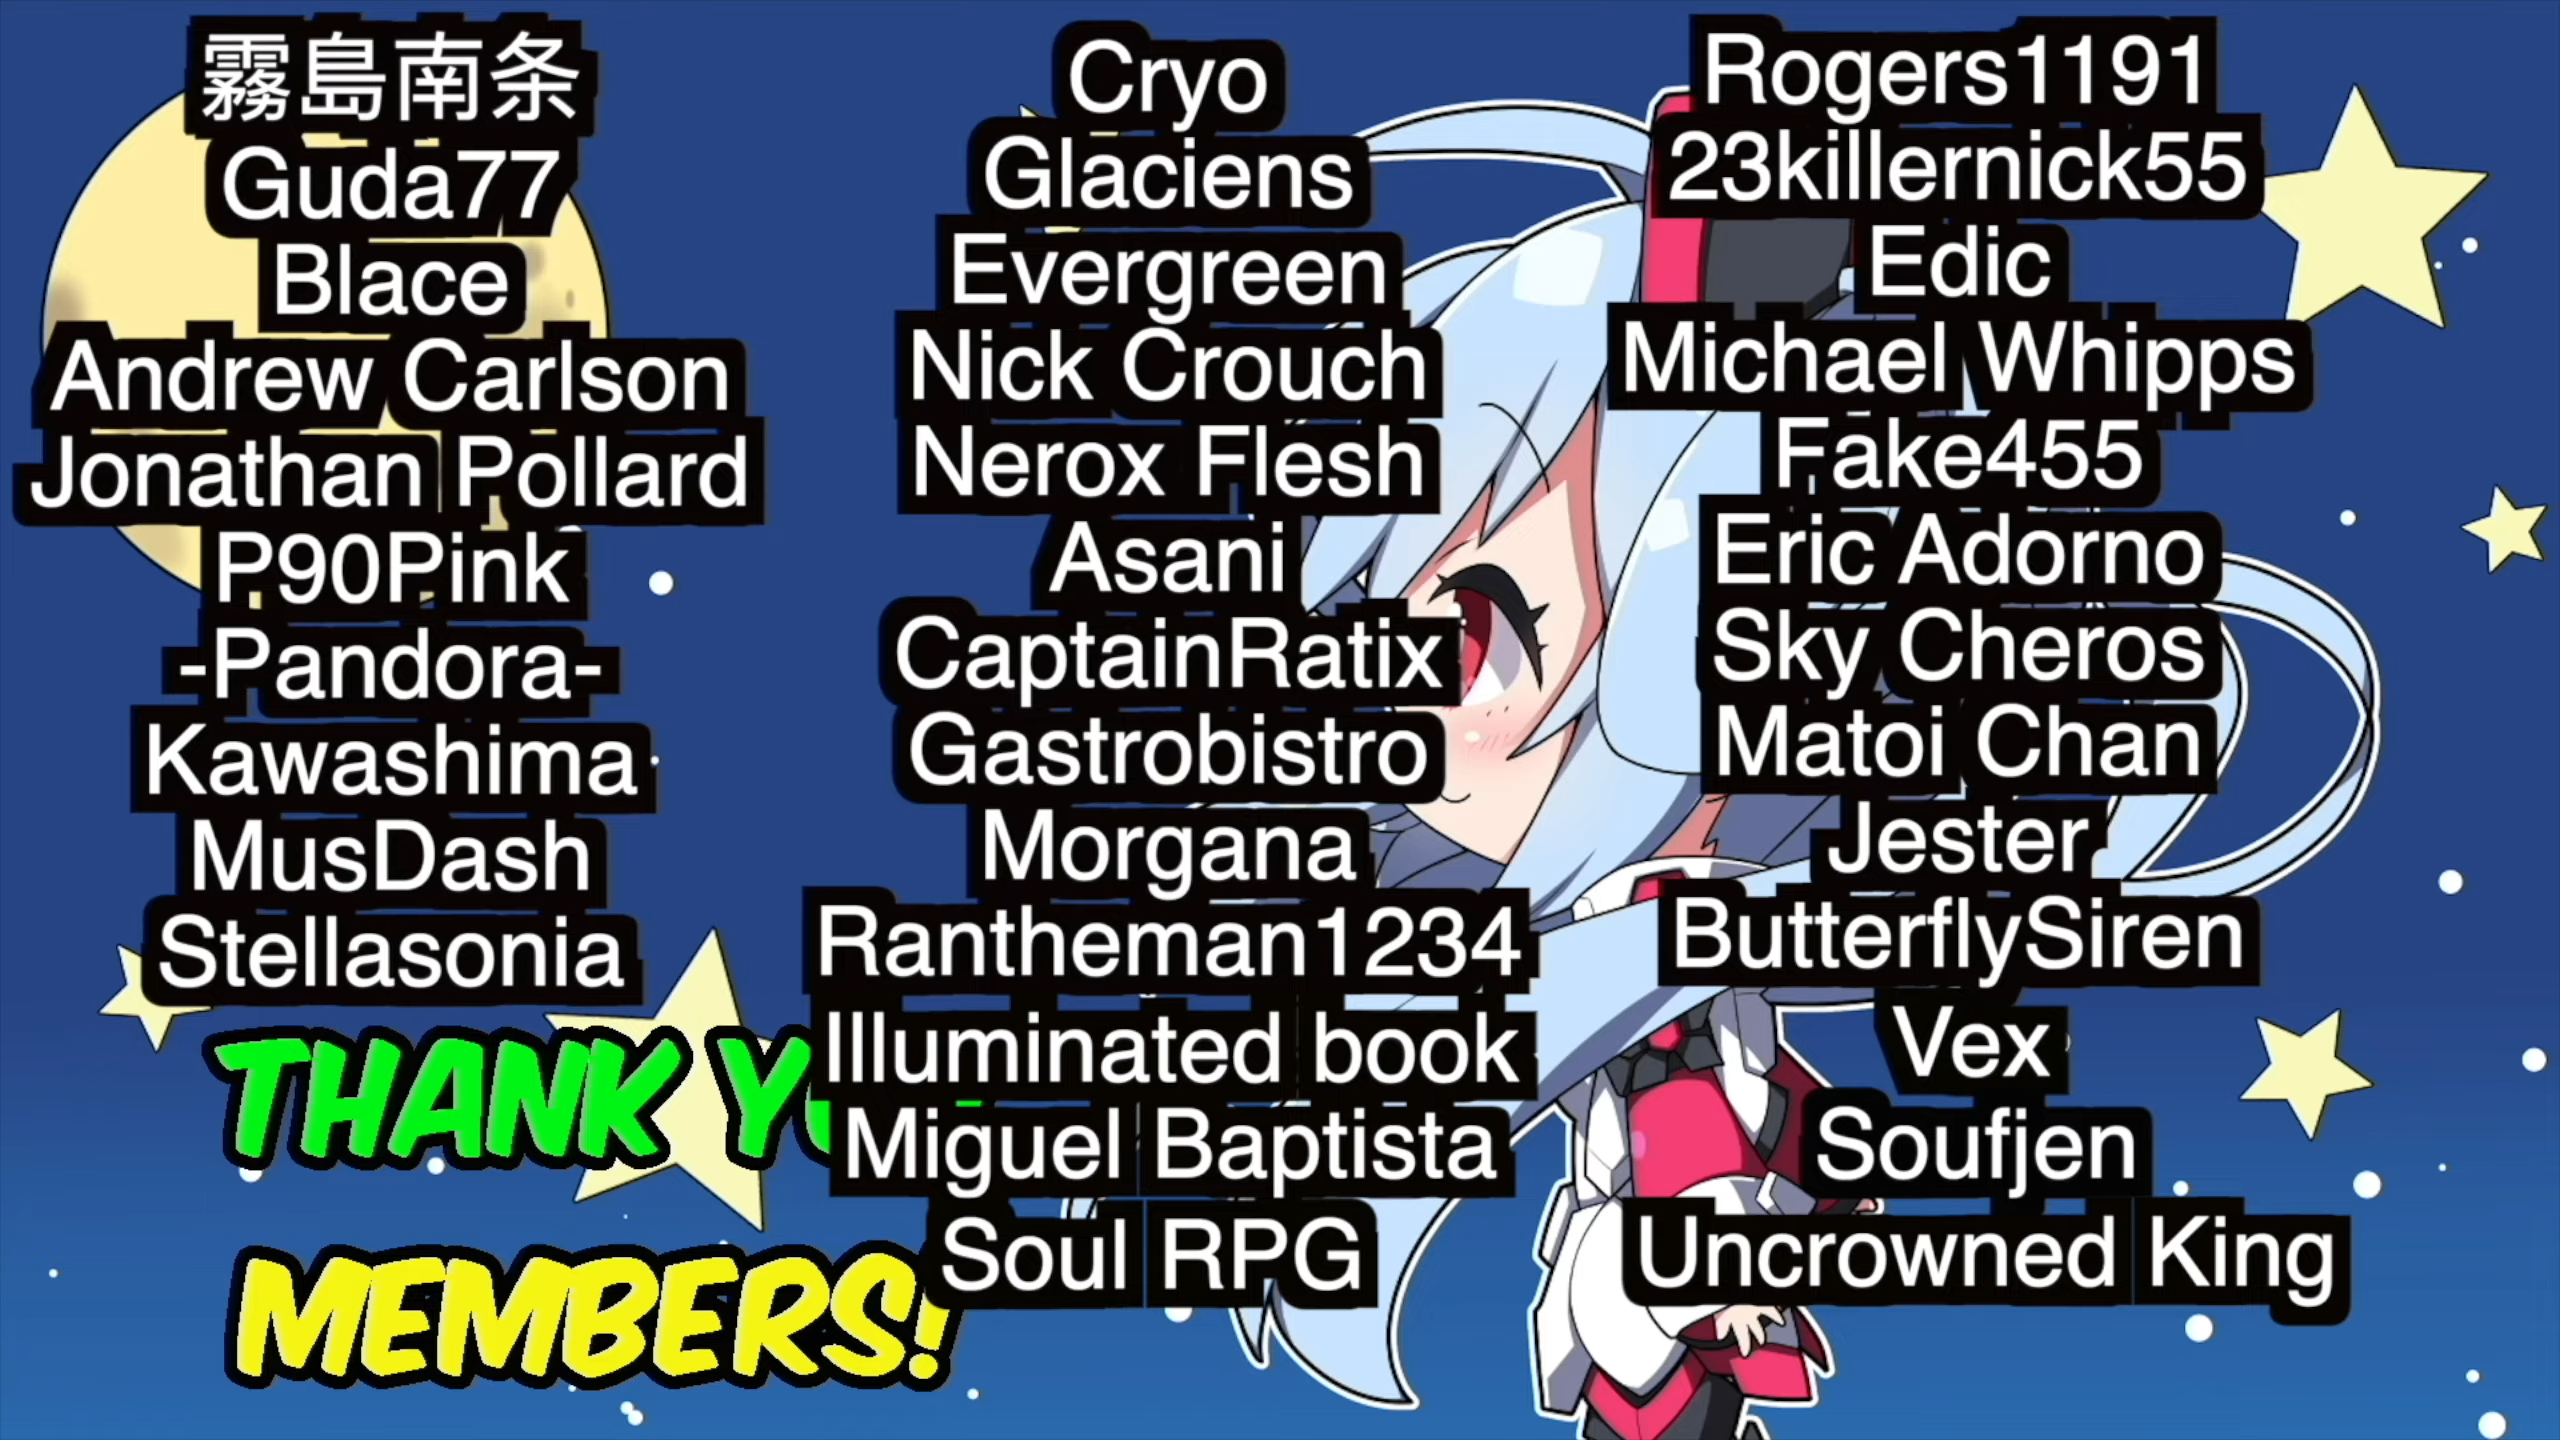 霧島南条
Guda77
Blace
Andrew Carlson
Jonathan Pollard
P90Pink
-Pandora-
Kawashima
MusDash
Stellasonia
THANK
MEMBERS!
Cryo
Glaciens
Evergreen
Nick Crouch
Nerox Flesh
Asani
CaptainRatix
Gastrobistro
Morgana
Rantheman1234
Illuminated book
Miguel Baptista
Soul RPG
Rogers1191
23killernick55
Edic
Michael Whipps
Fake455
Eric Adorno
Sky Cheros
Matoi Chan
Jester
ButterflySiren
Vex
Soufjen
Uncrowned King